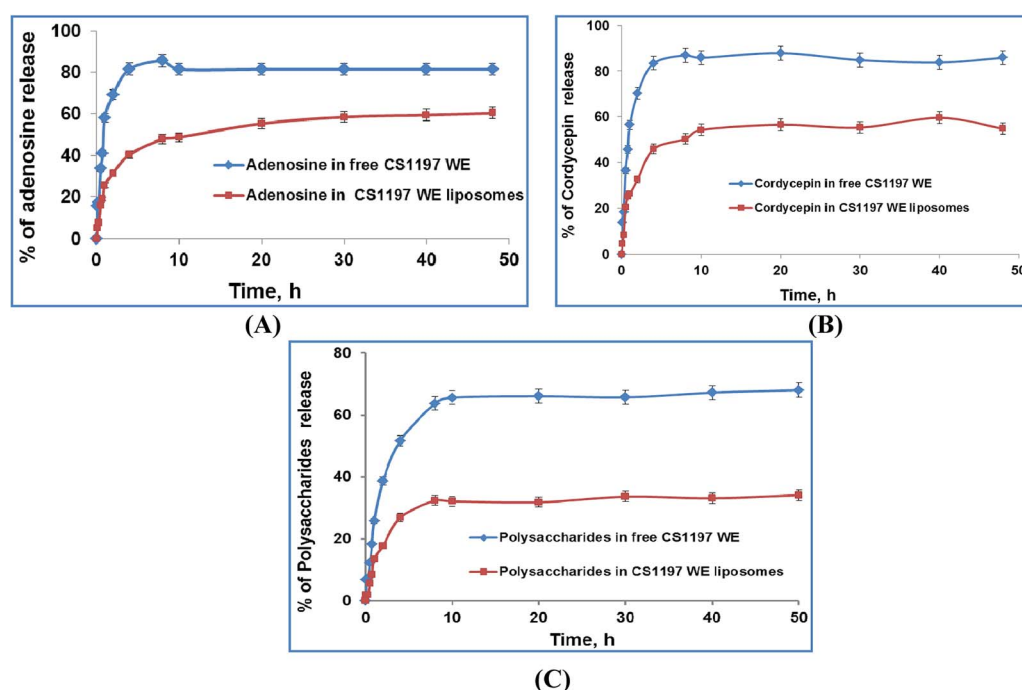 100
80
60
40
20
0
% of adenosine release
Adenosine in free CS1197 WE
Adenosine in CS1197 WE liposomes
0 10 20 30 40 50
Time, h
(A)
100
80
60
40
20
0
% of Cordycepin release
Cordycepin in free CS1197 WE
Cordycepin in CS1197 WE liposomes
0 10 20 30 40 50
Time, h
(B)
80
60
40
20
0
% of Polysaccharides release
Polysaccharides in free CS1197 WE
Polysaccharides in CS1197 WE liposomes
0 10 20 30 40 50
Time, h
(C)